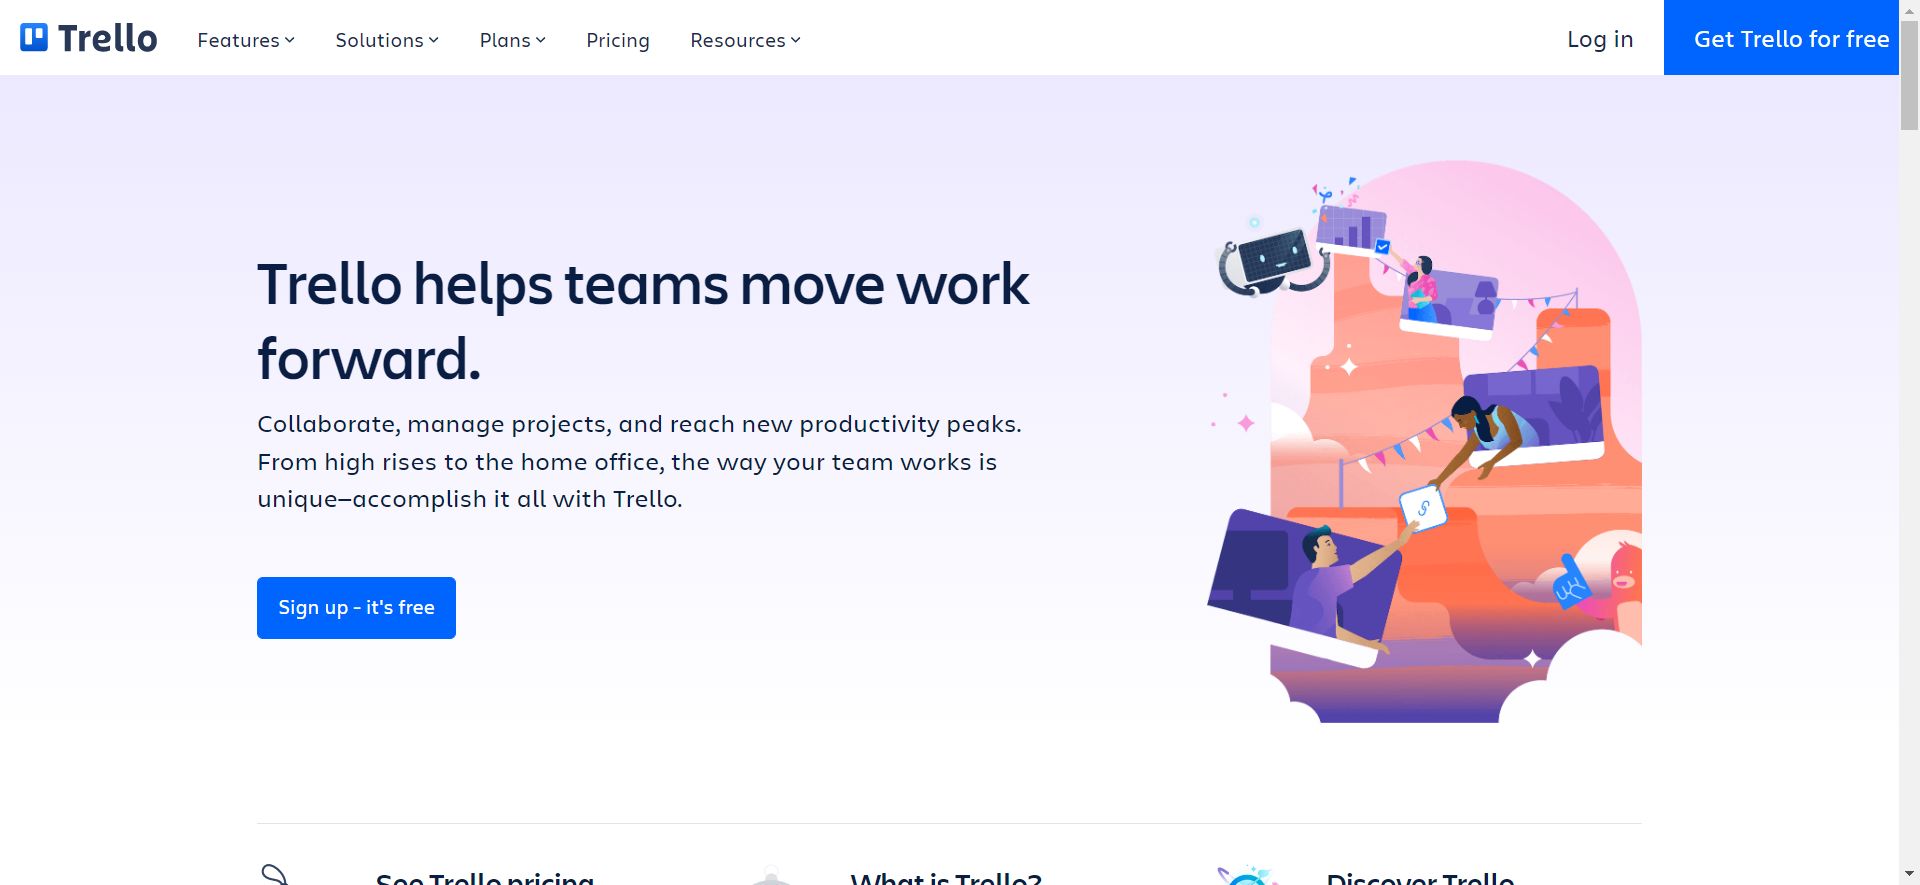 Trello
Features
Solutions
Plans
Pricing
Resources
Log in
Get Trello for free
Trello helps teams move work
forward.
Collaborate, manage projects, and reach new productivity peaks.
From high rises to the home office, the way your team works is
unique—accomplish it all with Trello.
Sign up - it's free
See Trello pricing
What is Trello?
Discover Trello